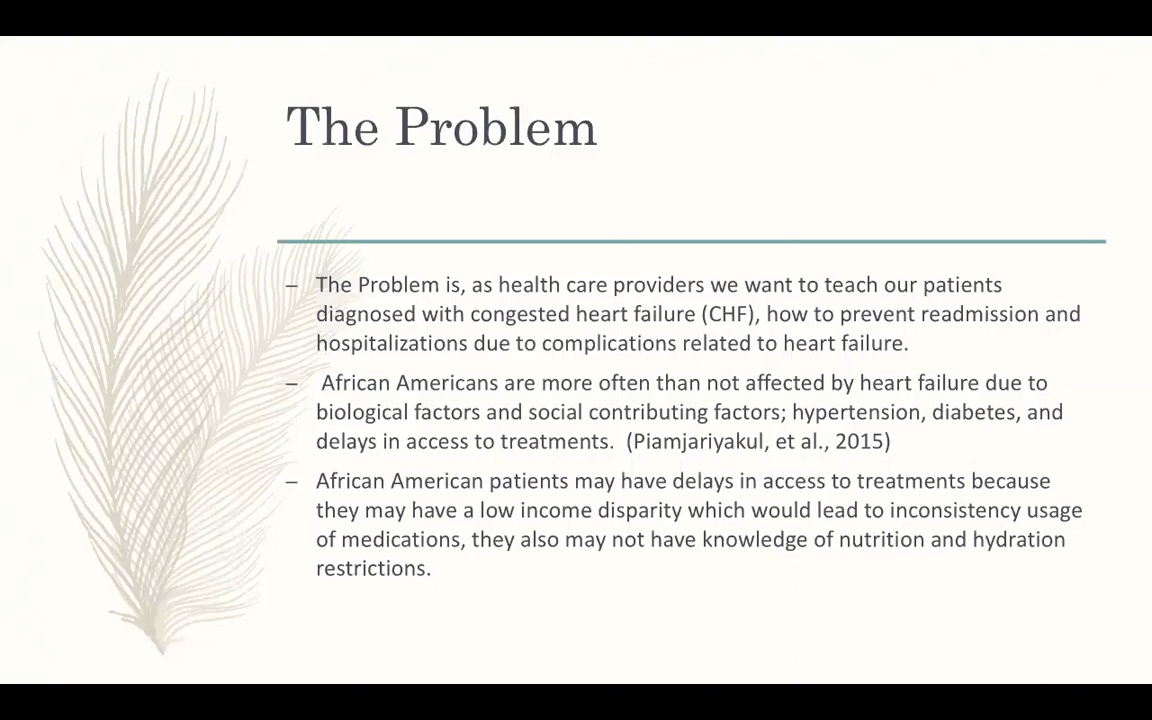 The Problem
– The Problem is, as health care providers we want to teach our patients
diagnosed with congested heart failure (CHF), how to prevent readmission and
hospitalizations due to complications related to heart failure.
– African Americans are more often than not affected by heart failure due to
biological factors and social contributing factors; hypertension, diabetes, and
delays in access to treatments. (Piamjariyakul, et al., 2015)
– African American patients may have delays in access to treatments because
they may have a low income disparity which would lead to inconsistency usage
of medications, they also may not have knowledge of nutrition and hydration
restrictions.